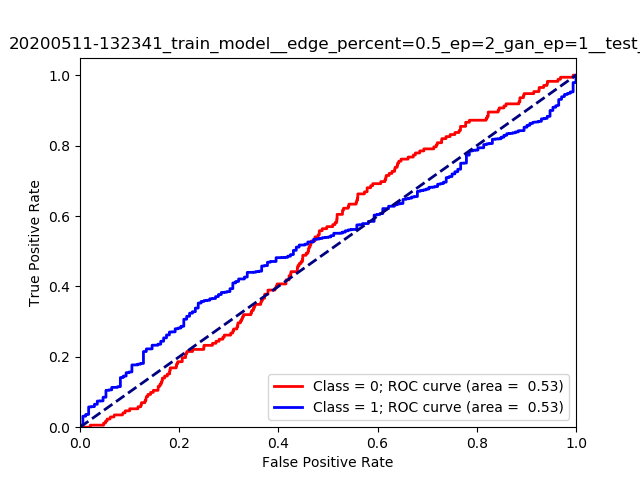 20200511-132341_train_model__edge_percent=0.5_ep=2_gan_ep=1__test_
1.0
0.8
0.6
0.4
0.2
0.0
True Positive Rate
Class = 0; ROC curve (area =  0.53)
Class = 1; ROC curve (area =  0.53)
0.0 0.2 0.4 0.6 0.8 1.0
False Positive Rate